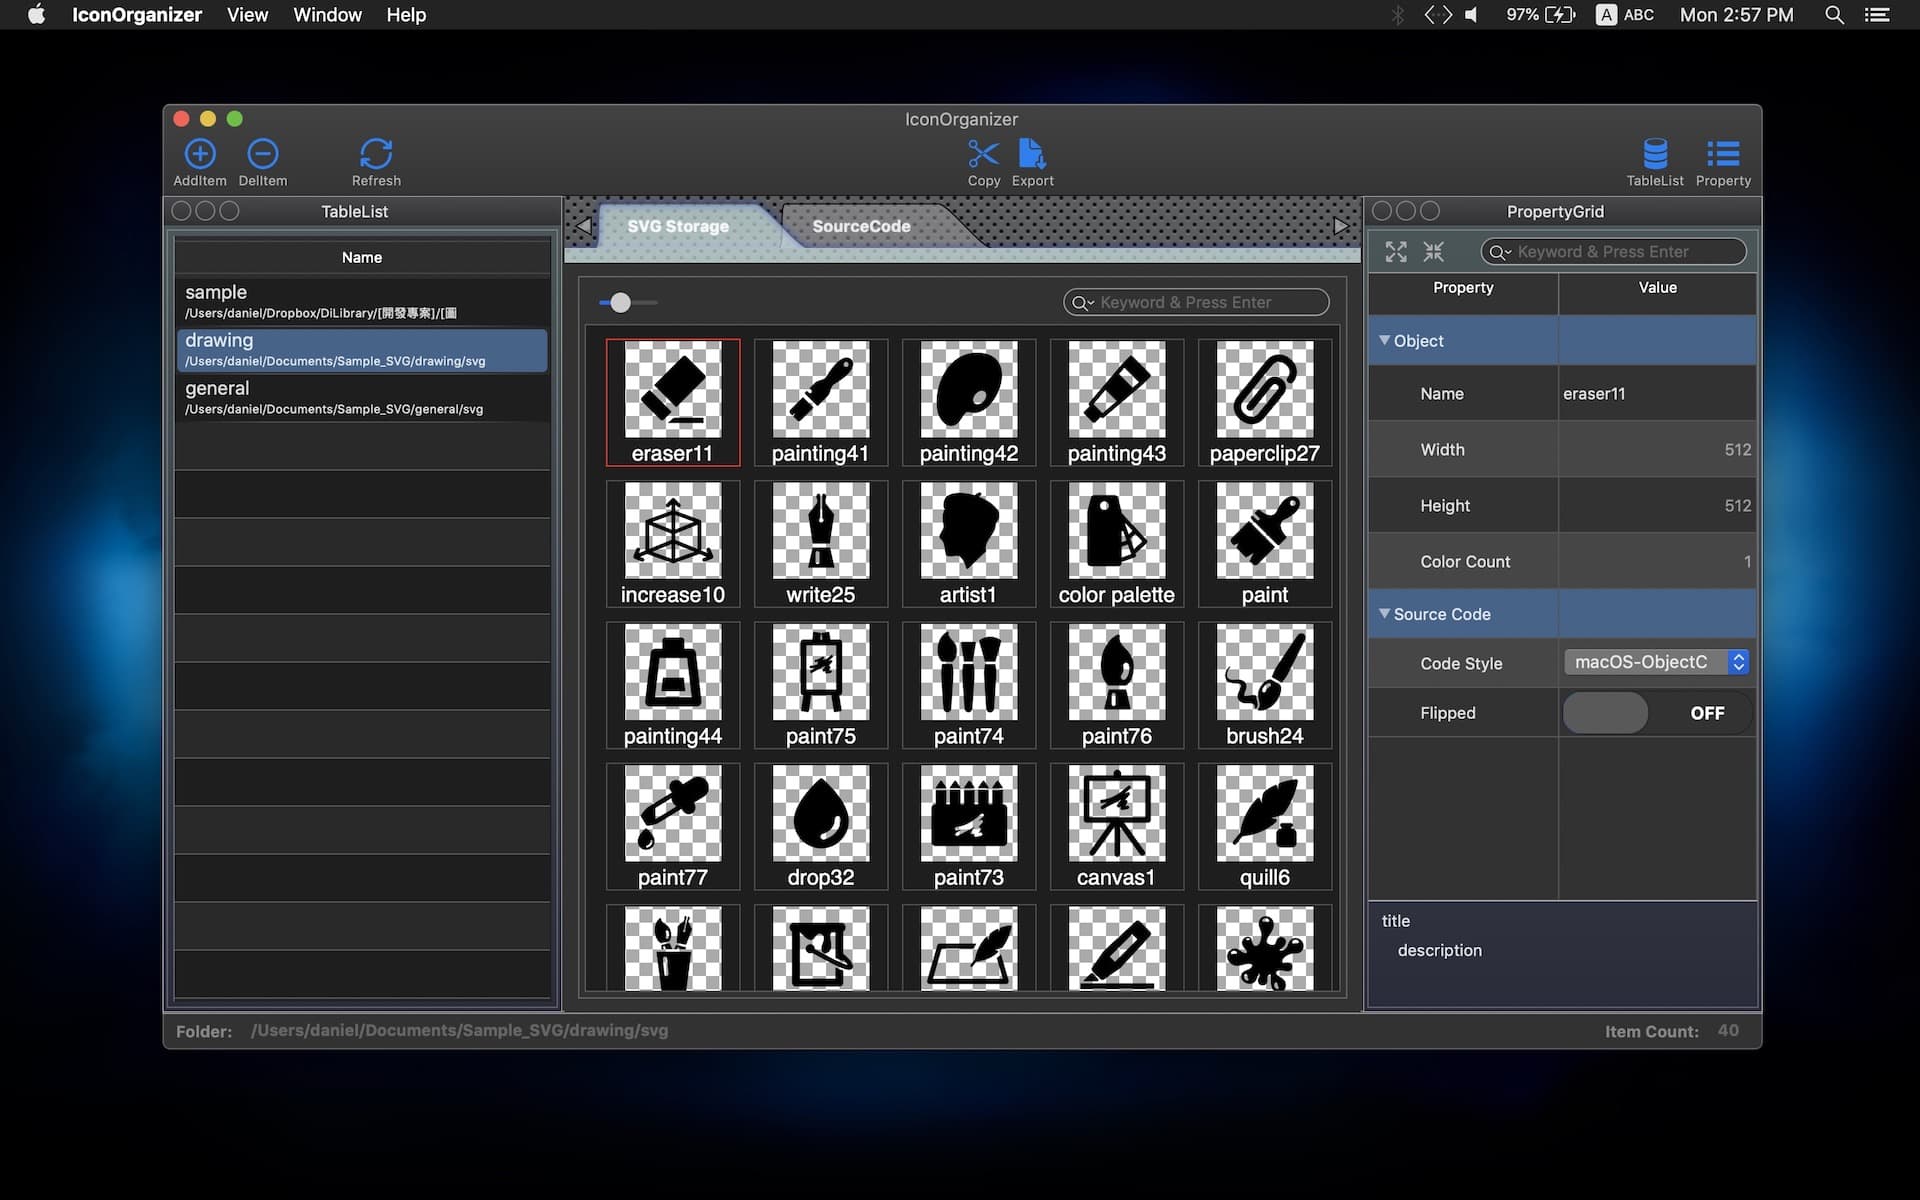 IconOrganizer View Window Help
97% A ABC Mon 2:57 PM
IconOrganizer
AddItem DelItem Refresh Copy Export TableList Property
TableList
Name
sample
/Users/daniel/Dropbox/DiLibrary/[開發專案]/[圖
drawing
/Users/daniel/Documents/Sample_SVG/drawing/svg
general
/Users/daniel/Documents/Sample_SVG/general/svg
SVG Storage SourceCode
Keyword & Press Enter
eraser11 painting41 painting42 painting43 paperclip27
increase10 write25 artist1 color palette paint
painting44 paint75 paint74 paint76 brush24
paint77 drop32 paint73 canvas1 quill6
PropertyGrid
Keyword & Press Enter
Property Value
Object
Name eraser11
Width 512
Height 512
Color Count 1
Source Code
Code Style macOS-ObjectC
Flipped OFF
title
description
Folder: /Users/daniel/Documents/Sample_SVG/drawing/svg
Item Count: 40